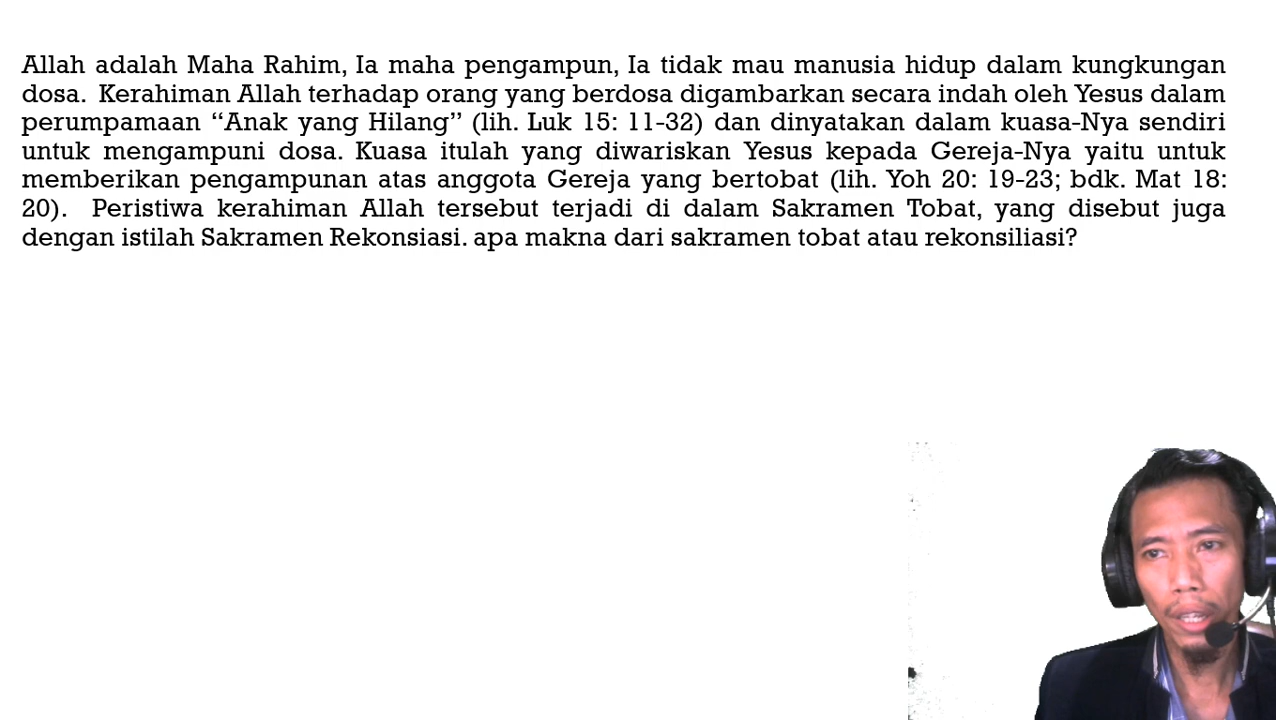 Allah adalah Maha Rahim, Ia maha pengampun, Ia tidak mau manusia hidup dalam kungkungan
dosa. Kerahiman Allah terhadap orang yang berdosa digambarkan secara indah oleh Yesus dalam
perumpamaan “Anak yang Hilang” (lih. Luk 15: 11-32) dan dinyatakan dalam kuasa-Nya sendiri
untuk mengampuni dosa. Kuasa itulah yang diwariskan Yesus kepada Gereja-Nya yaitu untuk
memberikan pengampunan atas anggota Gereja yang bertobat (lih. Yoh 20: 19-23; bdk. Mat 18:
20). Peristiwa kerahiman Allah tersebut terjadi di dalam Sakramen Tobat, yang disebut juga
dengan istilah Sakramen Rekonsiasi. apa makna dari sakramen tobat atau rekonsiliasi?